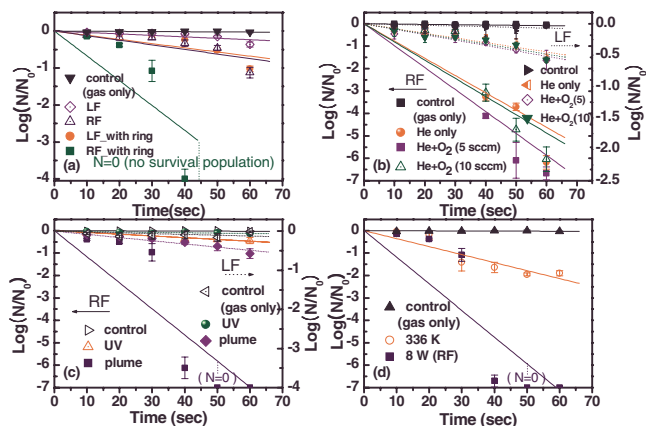 0
-1
-2
-3
-4
Log(N/N0)
control
(gas only)
LF
RF
LF_with ring
RF_with ring
N=0 (no survival population)
(a)
0 10 20 30 40 50 60 70
Time(sec)
0
-1
-2
-3
-4
-5
-6
-7
Log(N/N0)
0.0
-0.5
-1.0
-1.5
-2.0
-2.5
Log(N/N0)
LF
RF
control
He only
He+O2(5)
He+O2(10)
control
(gas only)
He only
He+O2 (5 sccm)
He+O2 (10 sccm)
(b)
0 10 20 30 40 50 60 70
Time(sec)
0
-1
-2
-3
-4
-5
-6
-7
Log(N/N0)
0
-1
-3
-4
Log(N/N0)
LF
RF
control
(gas only)
UV
plume
control
UV
plume
(N=0)
(c)
0 10 20 30 40 50 60 70
Time (sec)
0
-1
-2
-3
-4
-5
-6
-7
Log(N/N0)
control
(gas only)
336 K
8 W (RF)
(N=0)
(d)
0 10 20 30 40 50 60 70
Time (sec)